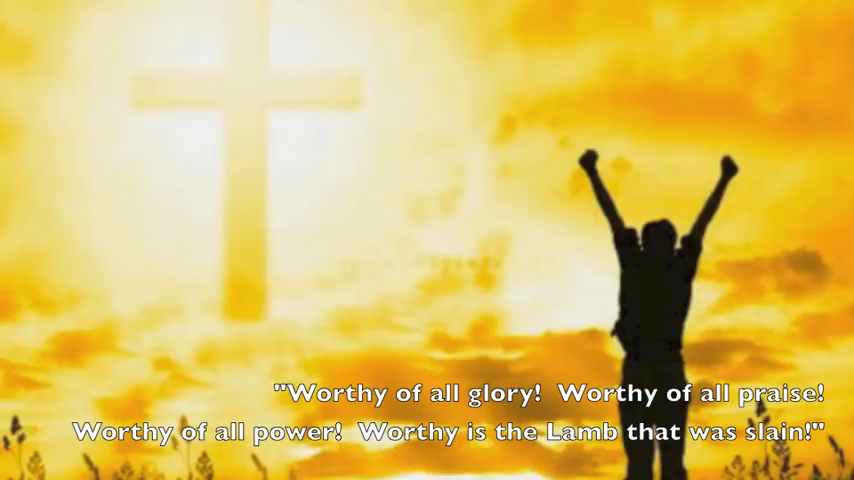 "Worthy of all glory!  Worthy of all praise!
Worthy of all power!  Worthy is the Lamb that was slain!"